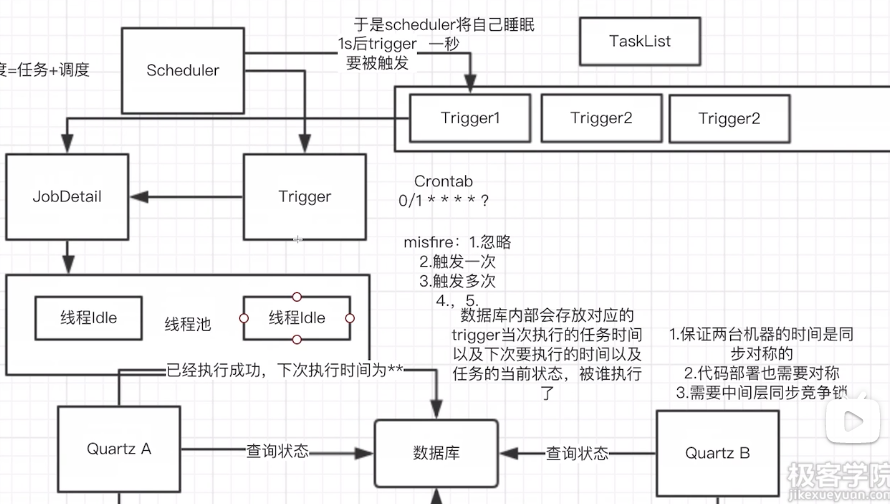 于是scheduler将自己睡眠
1s后trigger 一秒
要被触发
TaskList
度=任务+调度
Scheduler
Trigger1
Trigger2
Trigger2
JobDetail
Trigger
Crontab
0/1 * * * * ?
misfire：1.忽略
2.触发一次
3.触发多次
4.，5.
线程Idle
线程池
线程Idle
数据库内部会存放对应的
trigger当次执行的任务时间
以及下次要执行的时间以及
任务的当前状态，被谁执行
了
1.保证两台机器的时间是同
步对称的
2.代码部署也需要对称
3.需要中间层同步竞争锁
已经执行成功，下次执行时间为**
Quartz A
查询状态
数据库
查询状态
Quartz B
极客学院
jikexueyuan.com